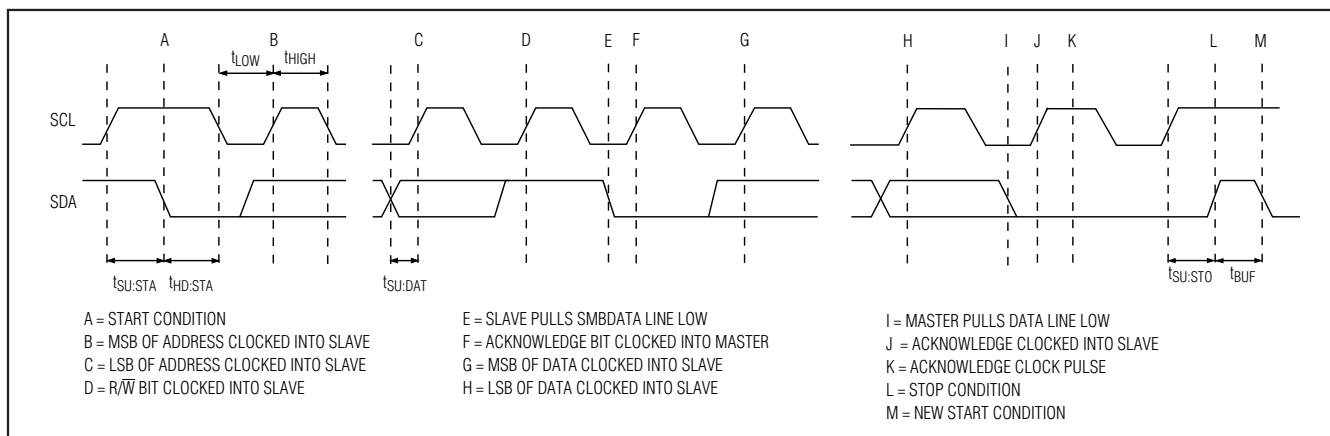 A B C D E F G H I J K L M
tLOW tHIGH
SCL
SDA
tSU:STA tHD:STA tSU:DAT tSU:STO tBUF
A = START CONDITION
B = MSB OF ADDRESS CLOCKED INTO SLAVE
C = LSB OF ADDRESS CLOCKED INTO SLAVE
D = R/W̅ BIT CLOCKED INTO SLAVE
E = SLAVE PULLS SMBDATA LINE LOW
F = ACKNOWLEDGE BIT CLOCKED INTO MASTER
G = MSB OF DATA CLOCKED INTO SLAVE
H = LSB OF DATA CLOCKED INTO SLAVE
I = MASTER PULLS DATA LINE LOW
J = ACKNOWLEDGE CLOCKED INTO SLAVE
K = ACKNOWLEDGE CLOCK PULSE
L = STOP CONDITION
M = NEW START CONDITION